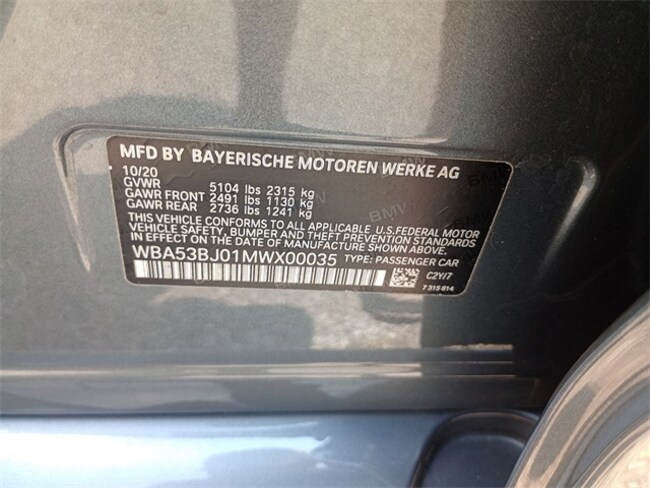 MFD BY BAYERISCHE MOTOREN WERKE AG
10/20
GVWR 5104 lbs 2315 kg
GAWR FRONT 2491 lbs 1130 kg
GAWR REAR 2736 lbs 1241 kg
THIS VEHICLE CONFORMS TO ALL APPLICABLE U.S.FEDERAL MOTOR
VEHICLE SAFETY, BUMPER AND THEFT PREVENTION STANDARDS
IN EFFECT ON THE DATE OF MANUFACTURE SHOWN ABOVE.
WBA53BJ01MWX00035 TYPE: PASSENGER CAR
C2Y/7
7 315 814
BMW